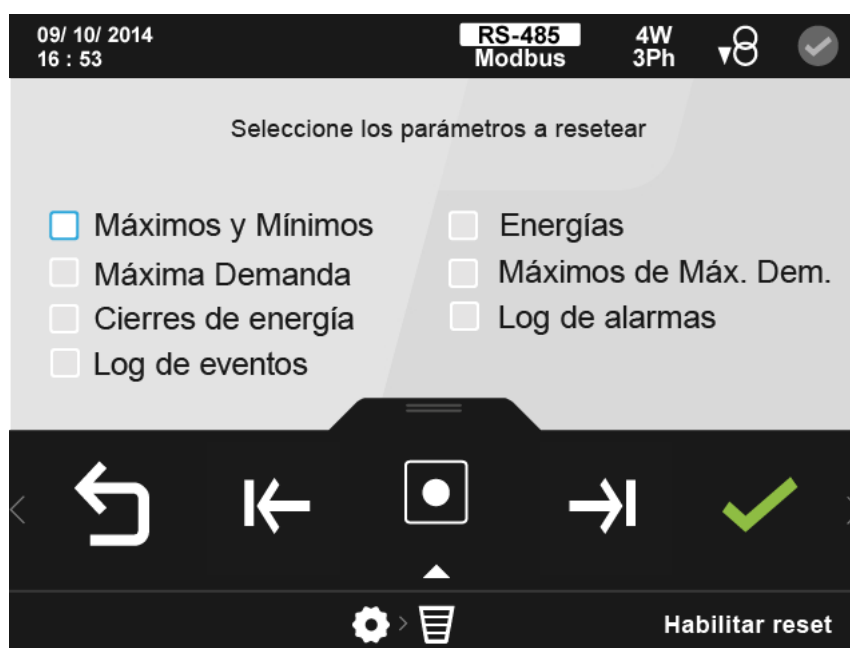 09/ 10/ 2014
16 : 53
RS-485
Modbus
4W
3Ph
Seleccione los parámetros a resetear
Máximos y Mínimos
Energías
Máxima Demanda
Máximos de Máx. Dem.
Cierres de energía
Log de alarmas
Log de eventos
Habilitar reset